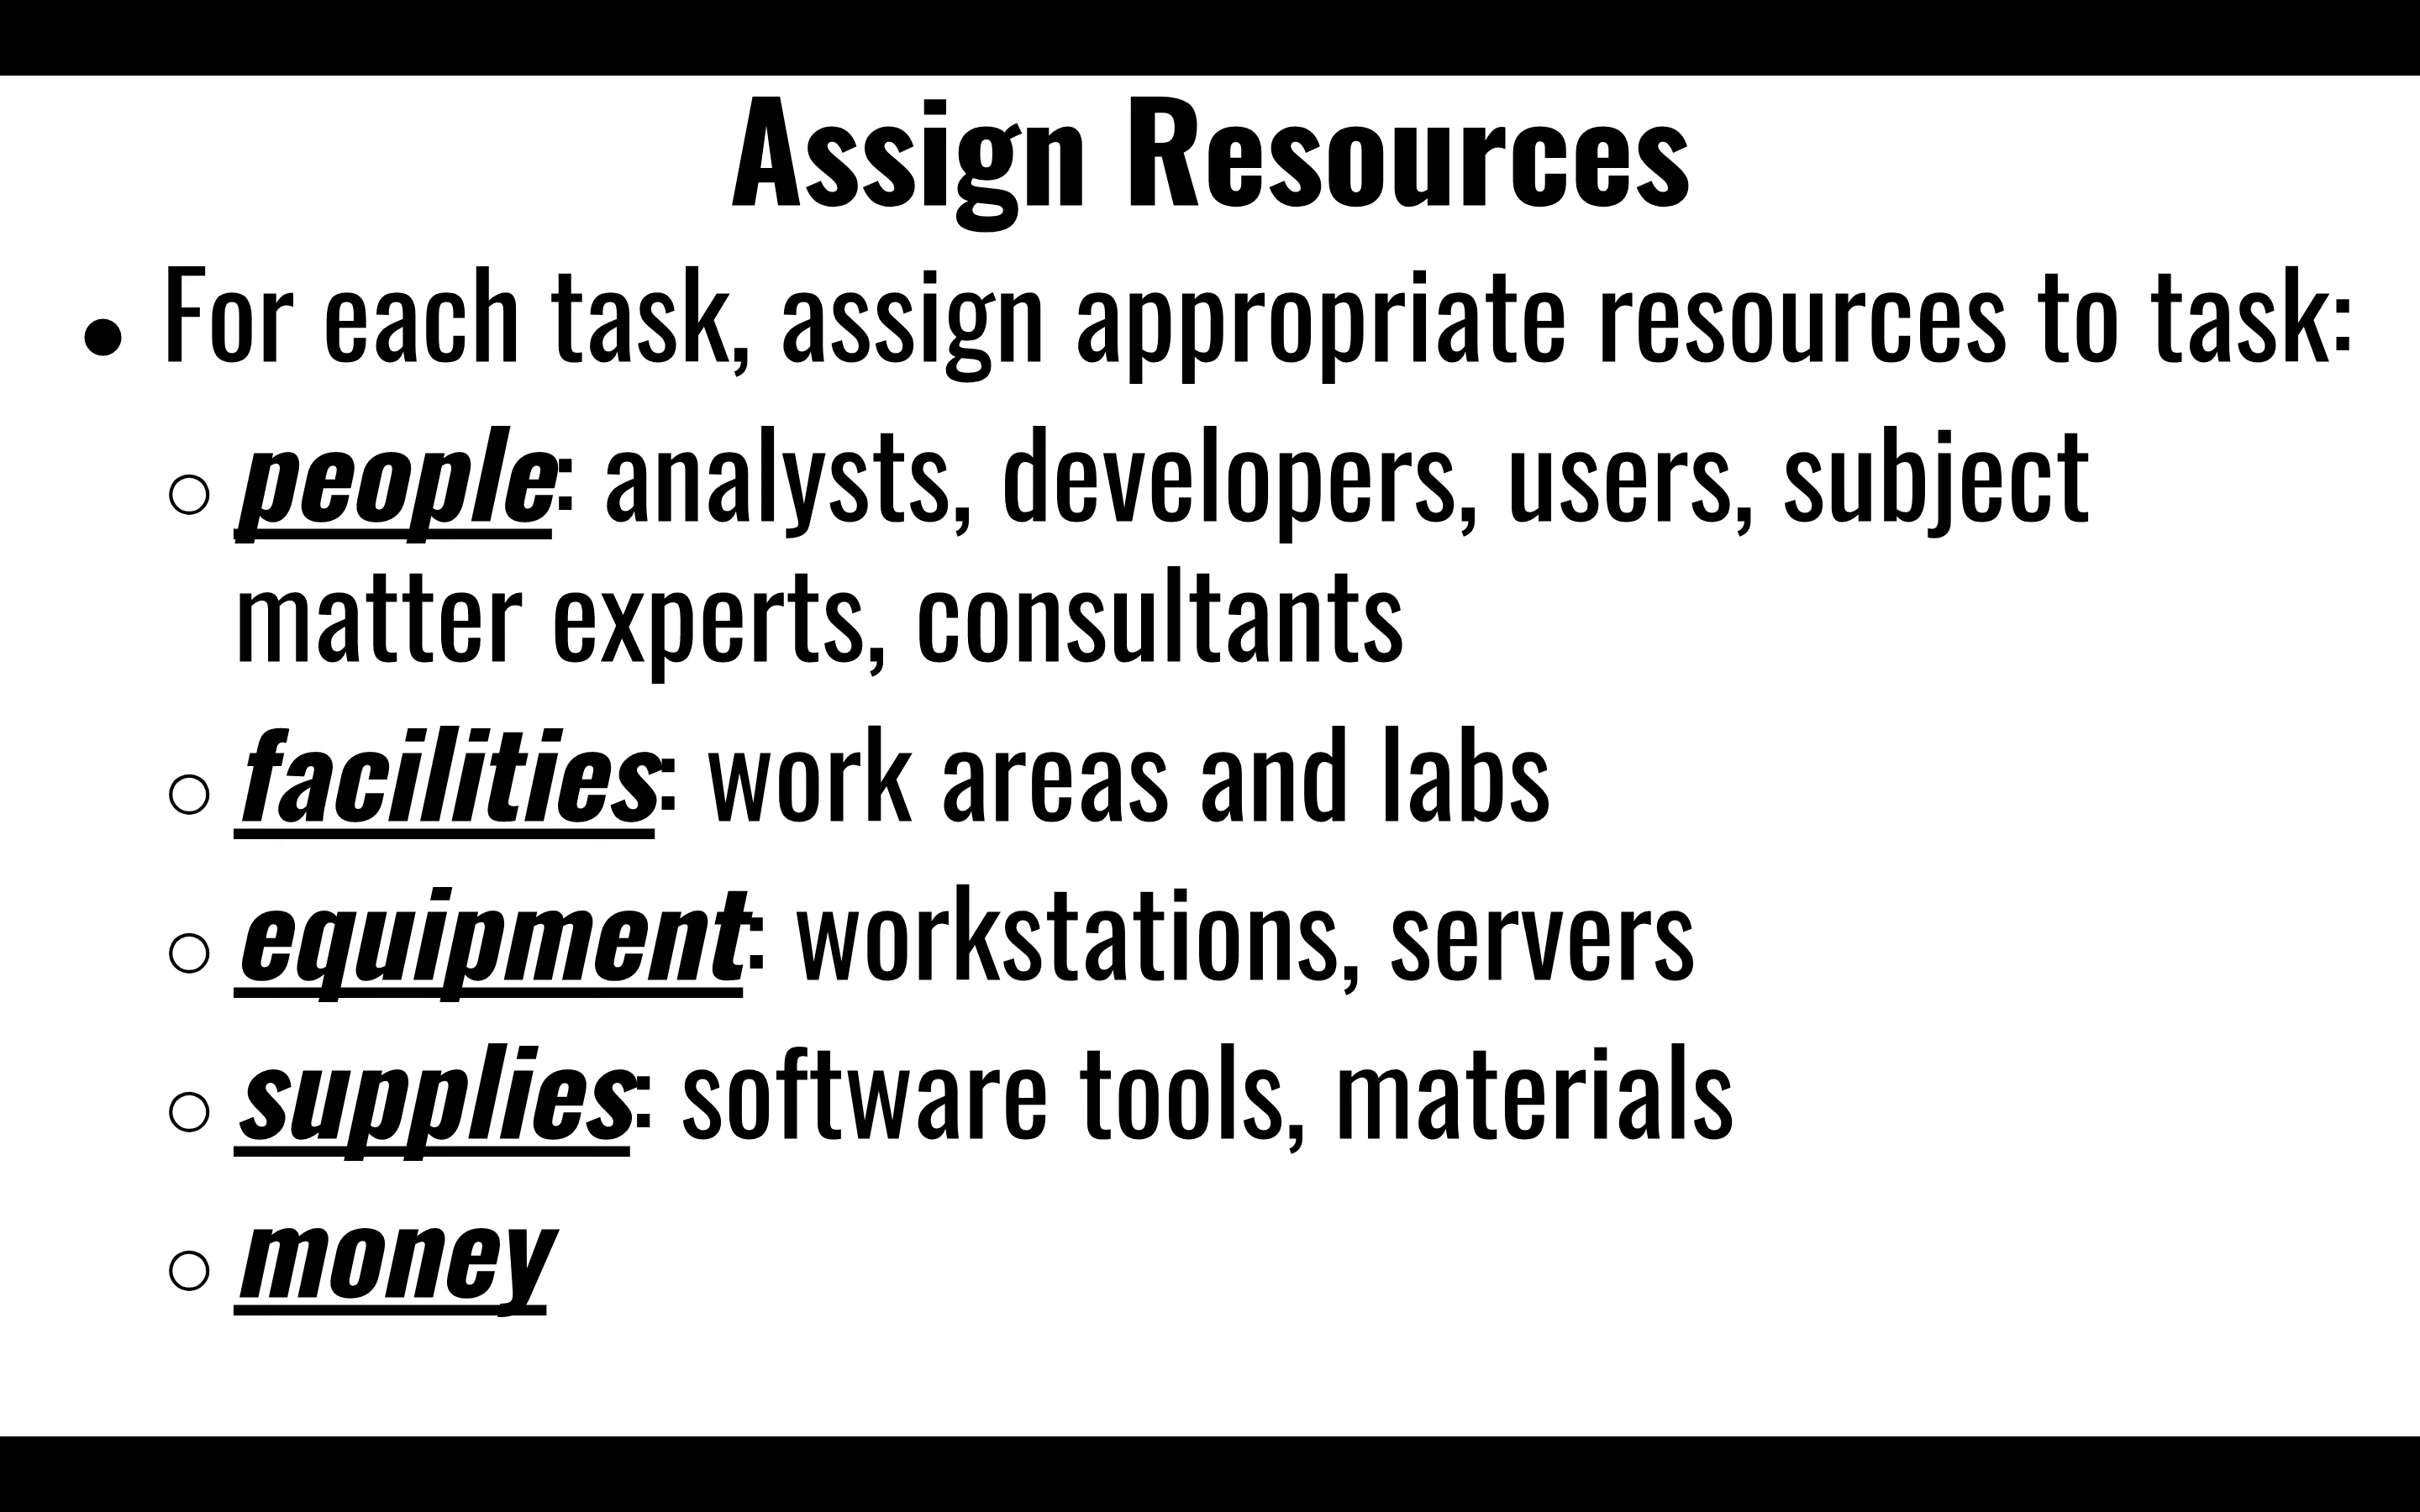 Assign Resources
● For each task, assign appropriate resources to task:
○ people: analysts, developers, users, subject
matter experts, consultants
○ facilities: work areas and labs
○ equipment: workstations, servers
○ supplies: software tools, materials
○ money